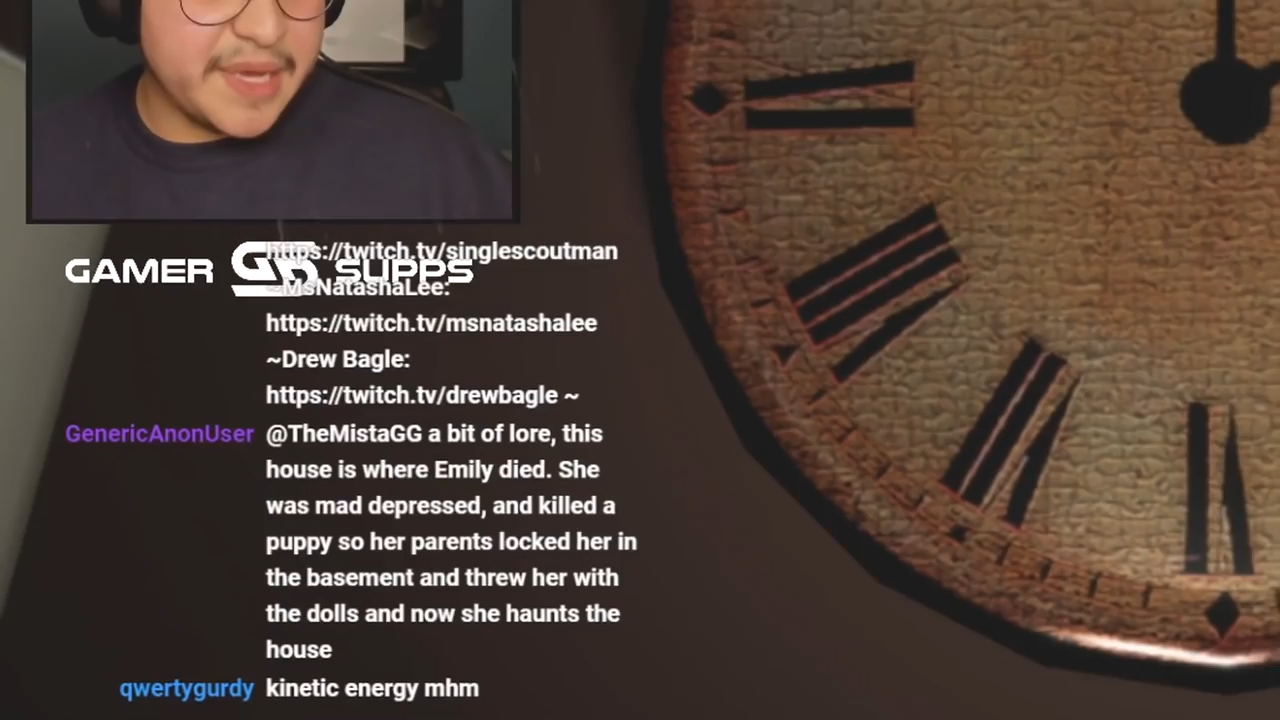 https://twitch.tv/singlescoutman
GAMER GS SUPPS
~MsNatashaLee:
https://twitch.tv/msnatashalee
~Drew Bagle:
https://twitch.tv/drewbagle ~
GenericAnonUser @TheMistaGG a bit of lore, this
house is where Emily died. She
was mad depressed, and killed a
puppy so her parents locked her in
the basement and threw her with
the dolls and now she haunts the
house
qwertygurdy kinetic energy mhm